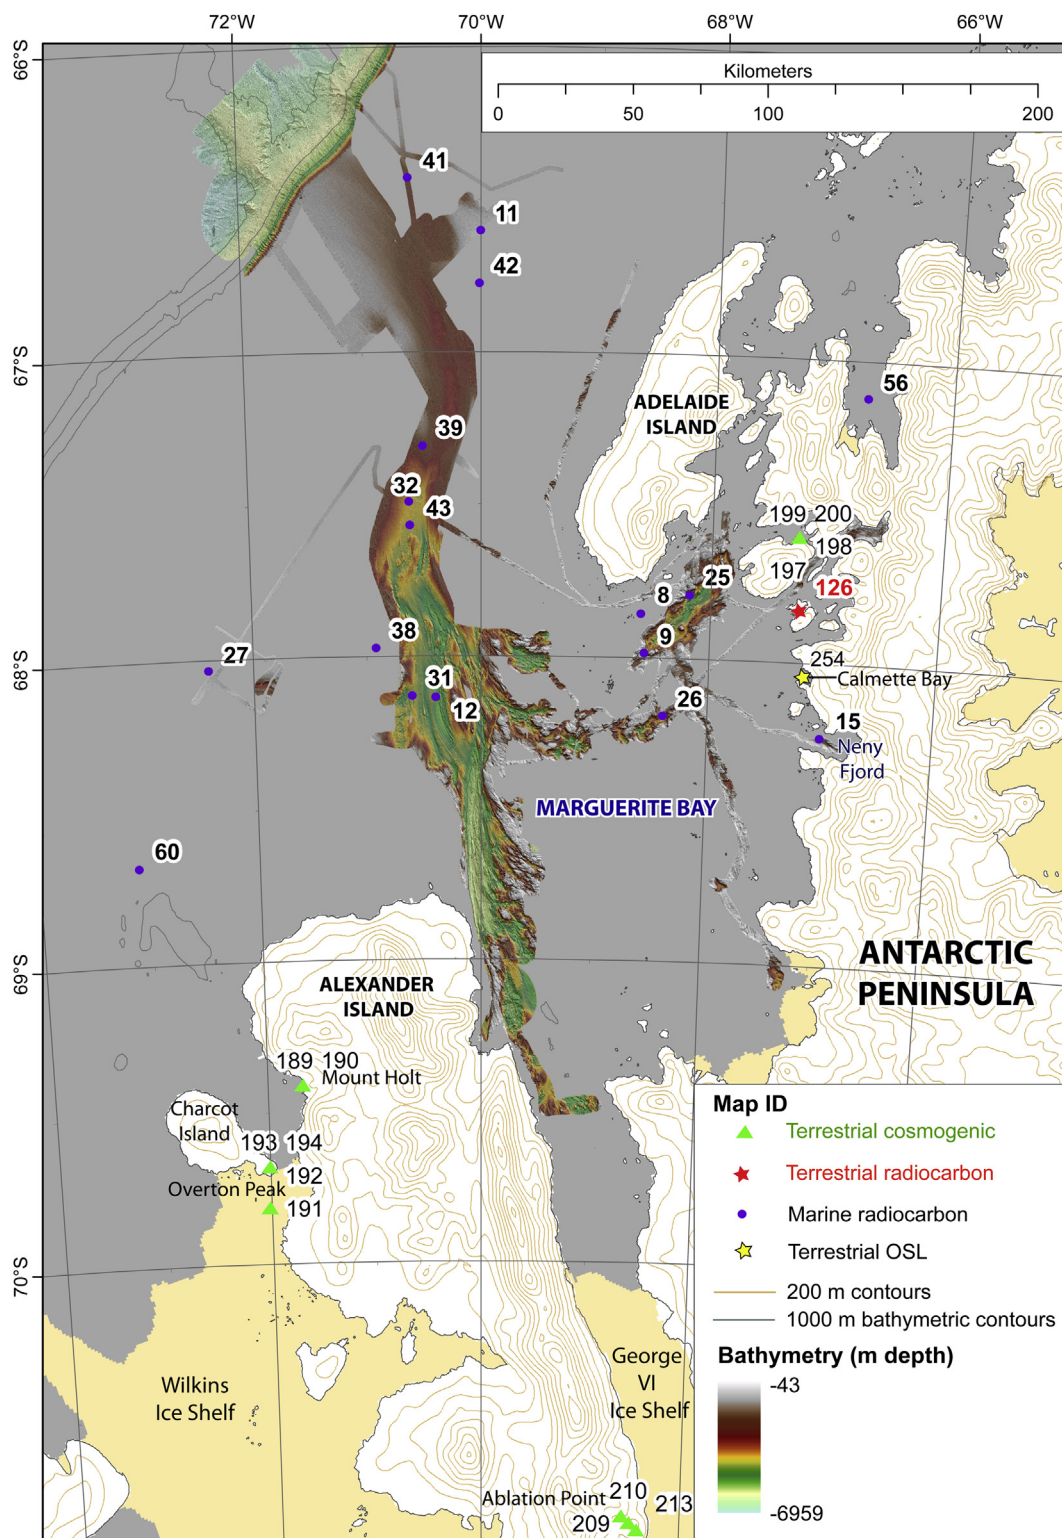 72°W
70°W
68°W
66°W
66°S
67°S
68°S
69°S
70°S
Kilometers
0
50
100
200
41
11
42
56
ADELAIDE
ISLAND
39
32
43
199 200
198
197
126
25
8
9
38
27
31
12
26
254
Calmette Bay
15
Neny
Fjord
MARGUERITE BAY
60
ANTARCTIC
PENINSULA
ALEXANDER
ISLAND
189 190
Mount Holt
Charcot
Island
193 194
192
Overton Peak
191
Wilkins
Ice Shelf
George
VI
Ice Shelf
Ablation Point
210
209
213
Map ID
Terrestrial cosmogenic
Terrestrial radiocarbon
Marine radiocarbon
Terrestrial OSL
200 m contours
1000 m bathymetric contours
Bathymetry (m depth)
-43
-6959